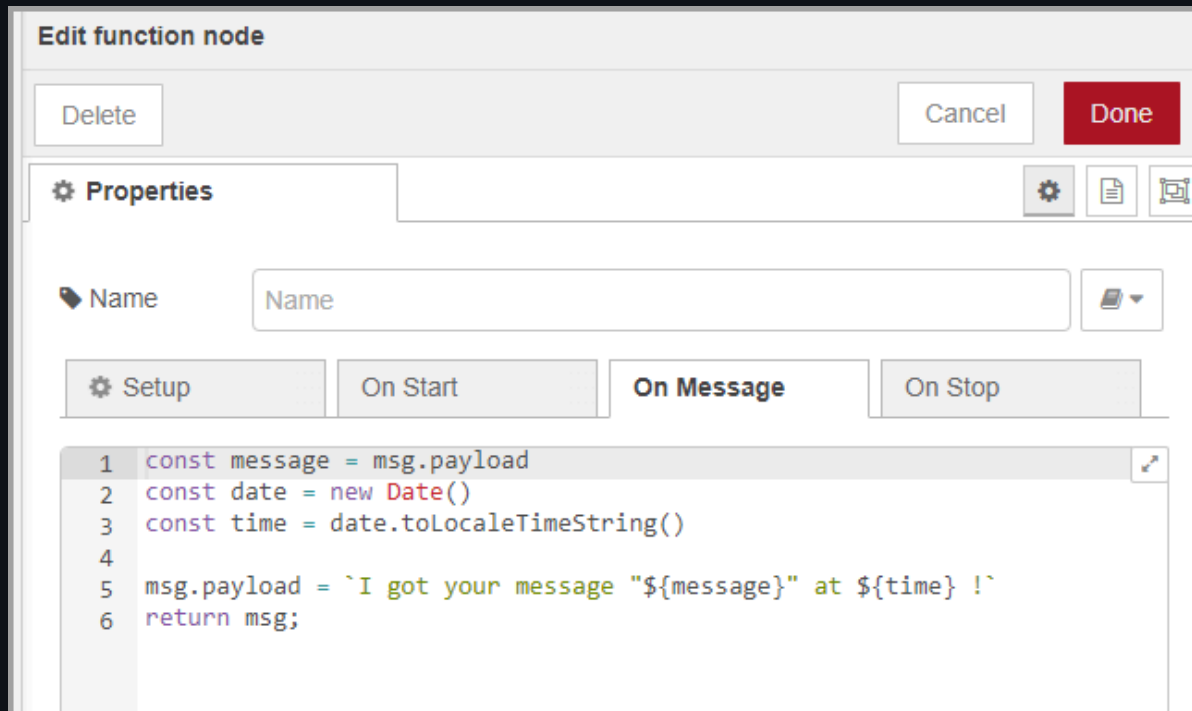 Edit function node
Delete
Cancel
Done
Properties
Name
Name
Setup
On Start
On Message
On Stop
1 const message = msg.payload
2 const date = new Date()
3 const time = date.toLocaleTimeString()
4
5 msg.payload = `I got your message "${message}" at ${time} !`
6 return msg;